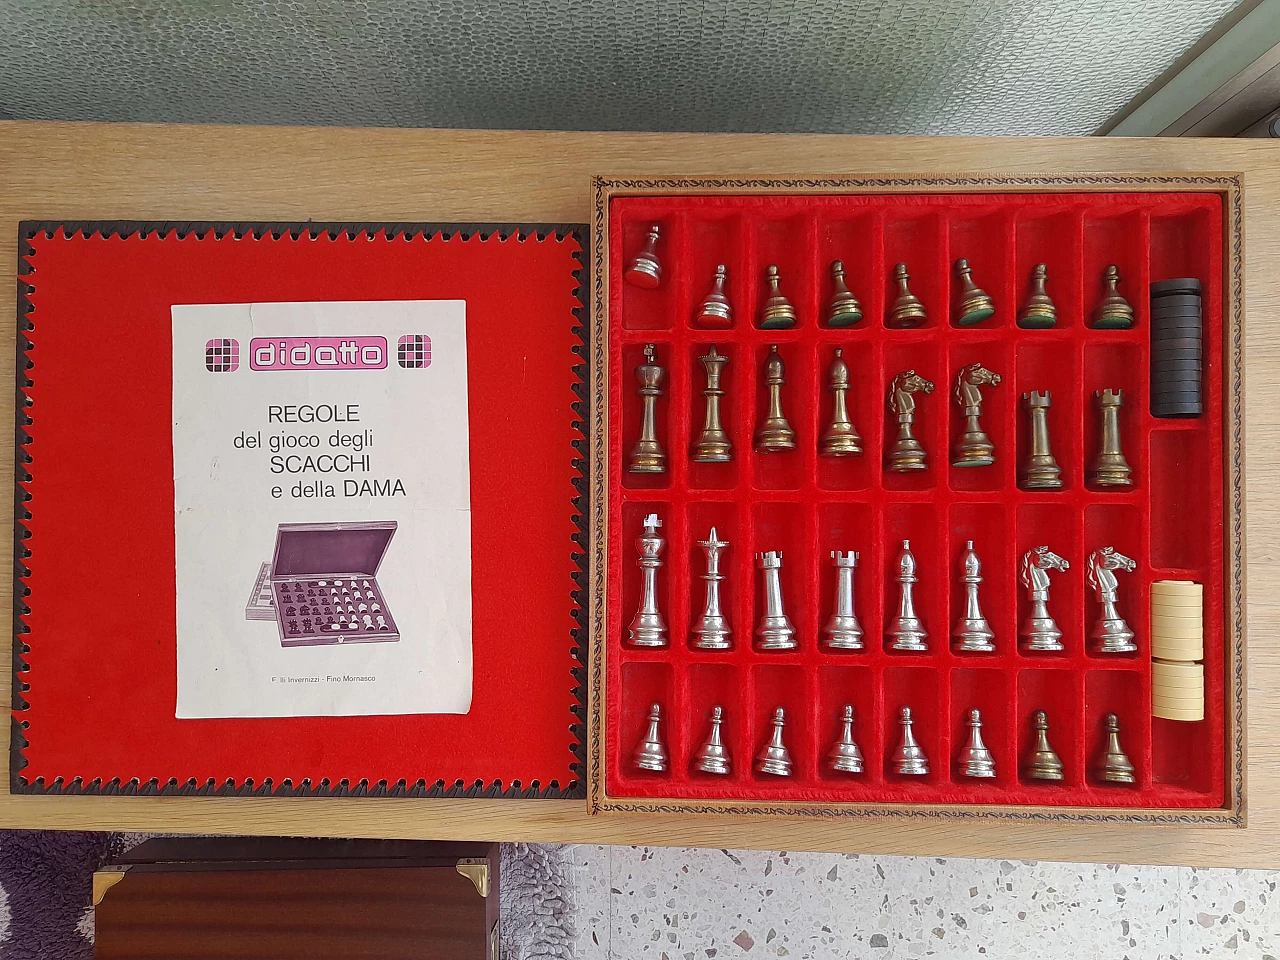 didatto
REGOLE
del gioco degli
SCACCHI
e della DAMA
F.lli Invernizzi - Fino Mornasco